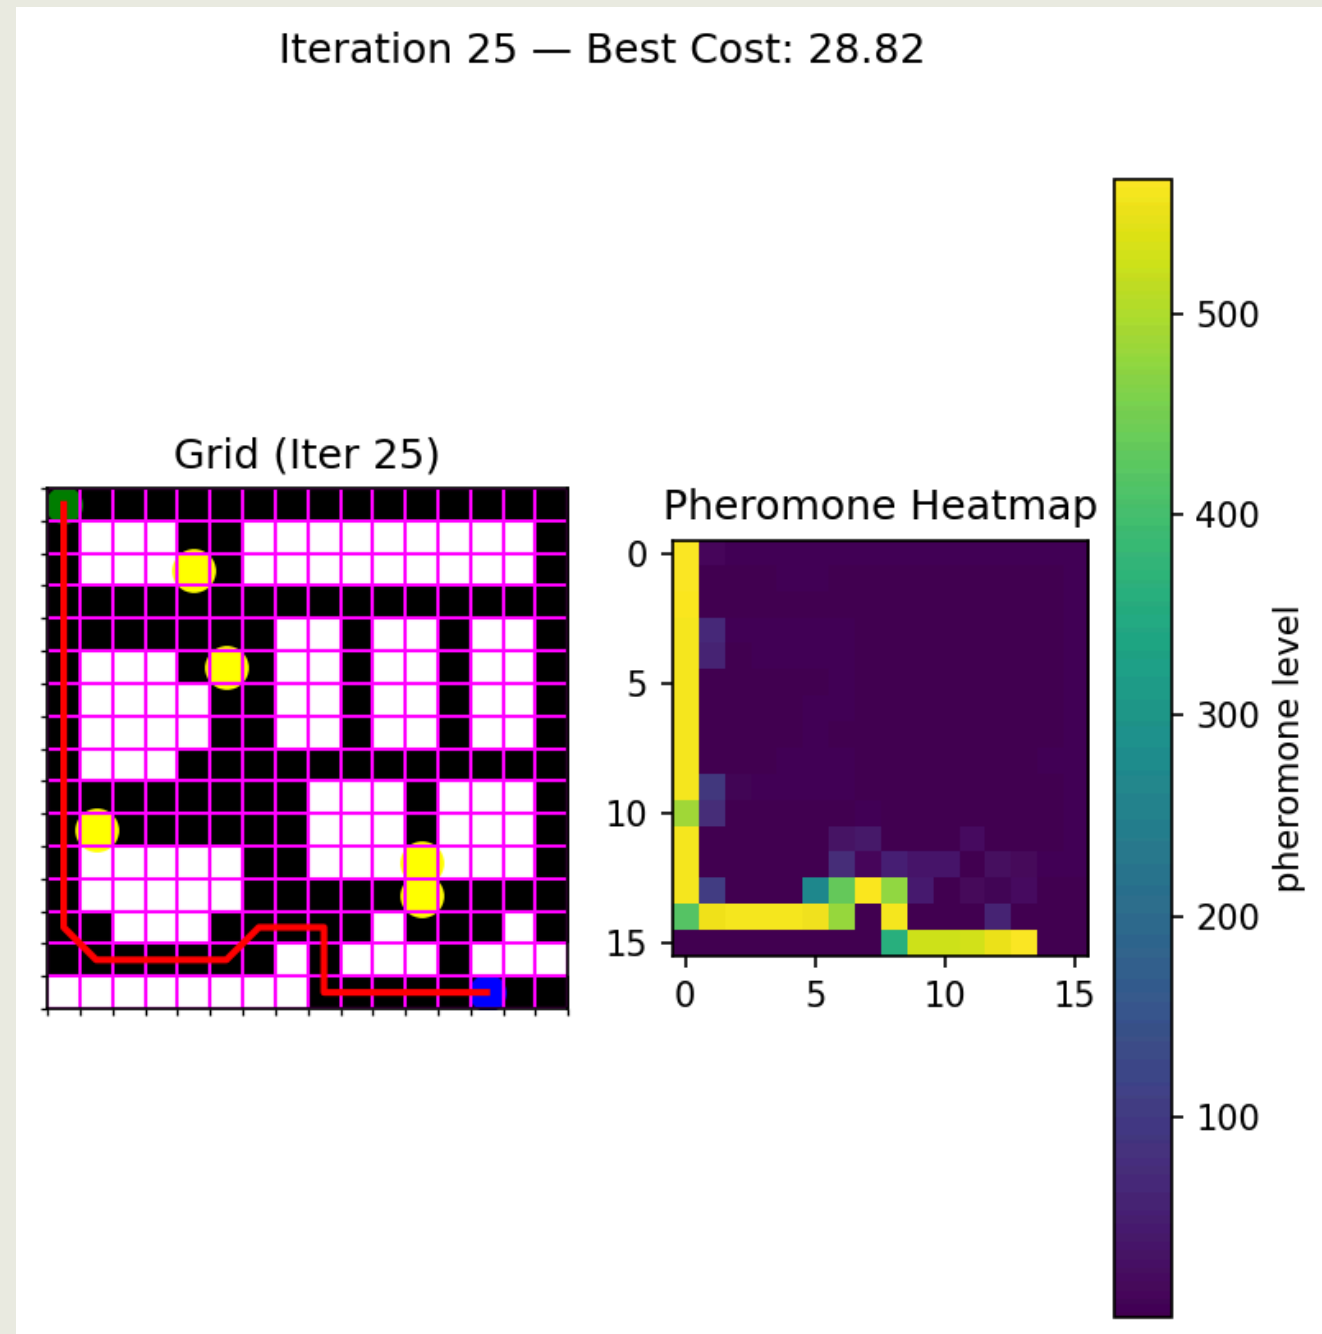 Iteration 25 — Best Cost: 28.82
Grid (Iter 25)
Pheromone Heatmap
0
5
10
15
0 5 10 15
500
400
300
200
100
pheromone level